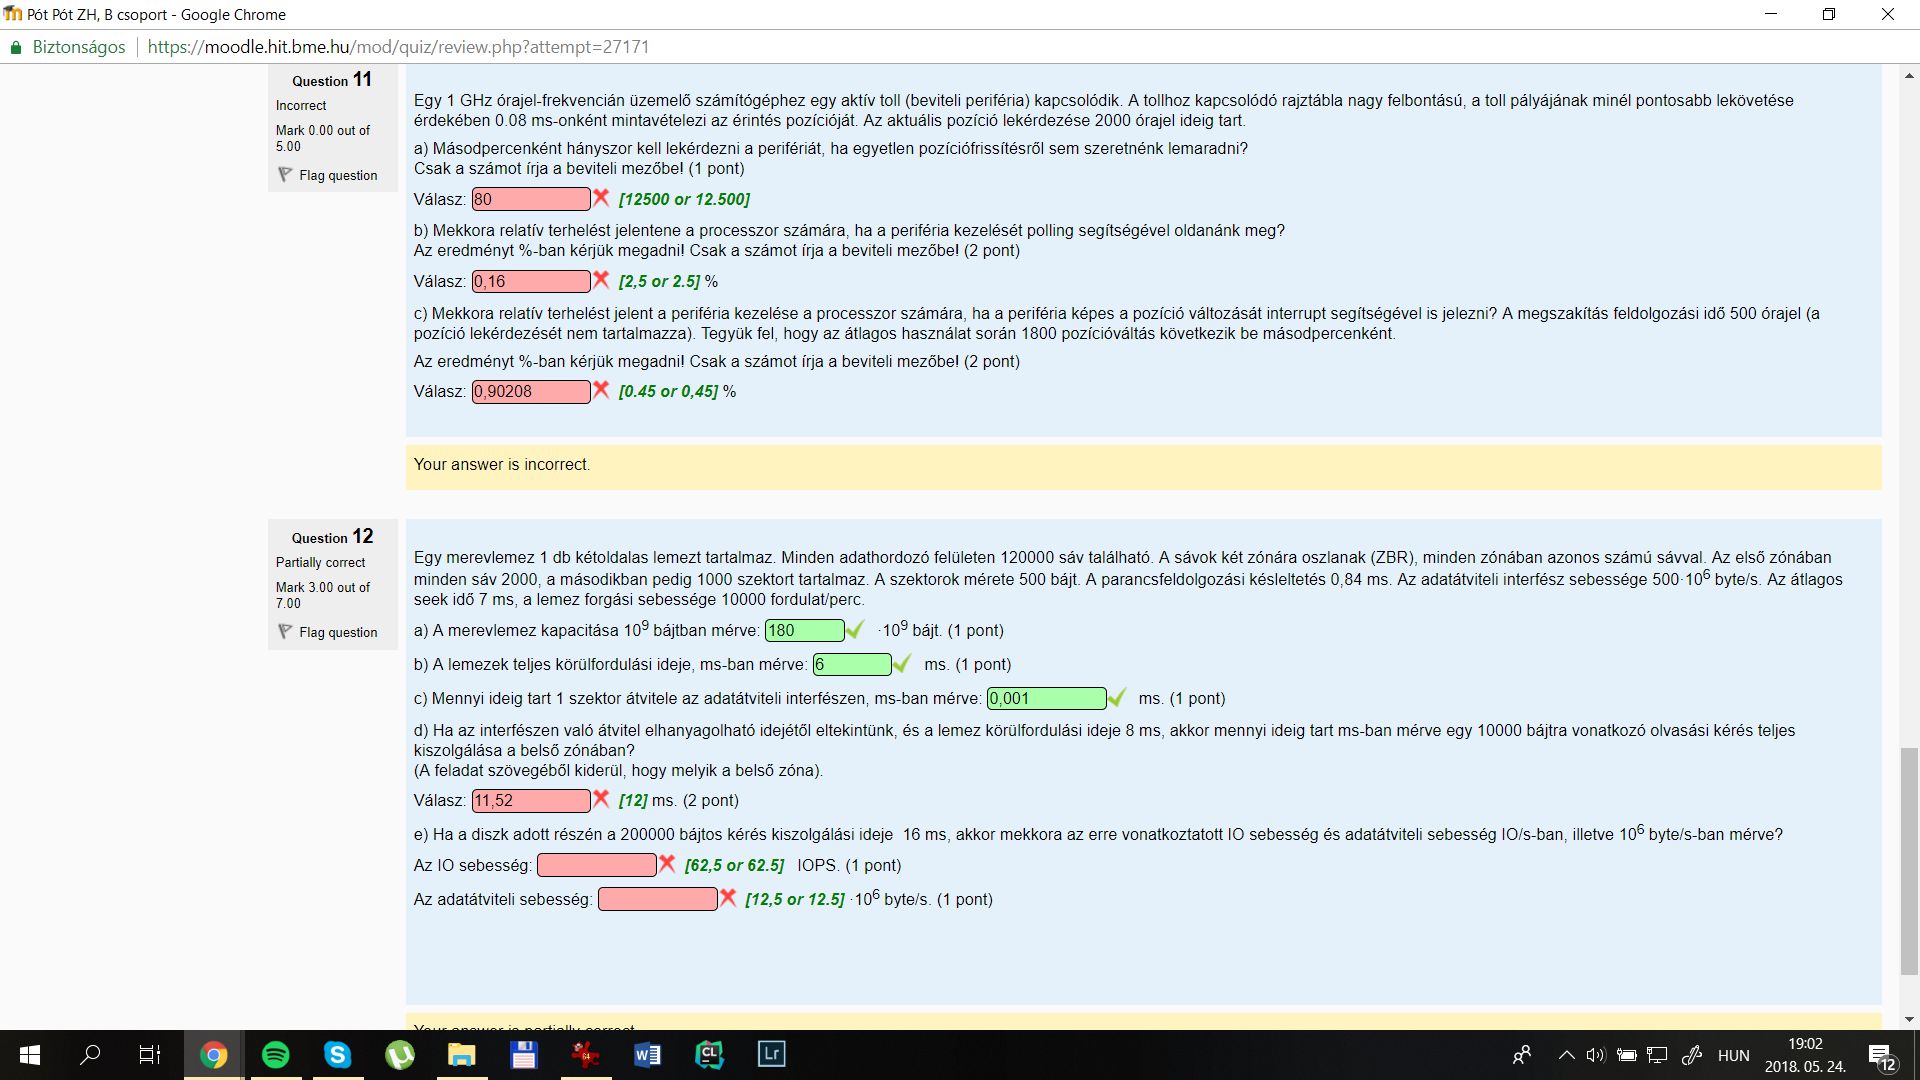 Pót Pót ZH, B csoport - Google Chrome
Biztonságos
https://moodle.hit.bme.hu/mod/quiz/review.php?attempt=27171
Question 11
Incorrect
Mark 0.00 out of
5.00
Flag question
Egy 1 GHz órajel-frekvencián üzemelő számítógéphez egy aktív toll (beviteli periféria) kapcsolódik. A tollhoz kapcsolódó rajztábla nagy felbontású, a toll pályájának minél pontosabb lekövetése
érdekében 0.08 ms-onként mintavételezi az érintés pozícióját. Az aktuális pozíció lekérdezése 2000 órajel ideig tart.
a) Másodpercenként hányszor kell lekérdezni a perifériát, ha egyetlen pozíciófrissítésről sem szeretnénk lemaradni?
Csak a számot írja a beviteli mezőbe! (1 pont)
Válasz: 80 [12500 or 12.500]
b) Mekkora relatív terhelést jelentene a processzor számára, ha a periféria kezelését polling segítségével oldanánk meg?
Az eredményt %-ban kérjük megadni! Csak a számot írja a beviteli mezőbe! (2 pont)
Válasz: 0,16 [2,5 or 2.5] %
c) Mekkora relatív terhelést jelent a periféria kezelése a processzor számára, ha a periféria képes a pozíció változását interrupt segítségével is jelezni? A megszakítás feldolgozási idő 500 órajel (a
pozíció lekérdezését nem tartalmazza). Tegyük fel, hogy az átlagos használat során 1800 pozícióváltás következik be másodpercenként.
Az eredményt %-ban kérjük megadni! Csak a számot írja a beviteli mezőbe! (2 pont)
Válasz: 0,90208 [0.45 or 0,45] %
Your answer is incorrect.
Question 12
Partially correct
Mark 3.00 out of
7.00
Flag question
Egy merevlemez 1 db kétoldalas lemezt tartalmaz. Minden adathordozó felületen 120000 sáv található. A sávok két zónára oszlanak (ZBR), minden zónában azonos számú sávval. Az első zónában
minden sáv 2000, a másodikban pedig 1000 szektort tartalmaz. A szektorok mérete 500 bájt. A parancsfeldolgozási késleltetés 0,84 ms. Az adatátviteli interfész sebessége 500·10⁶ byte/s. Az átlagos
seek idő 7 ms, a lemez forgási sebessége 10000 fordulat/perc.
a) A merevlemez kapacitása 10⁹ bájtban mérve: 180 ·10⁹ bájt. (1 pont)
b) A lemezek teljes körülfordulási ideje, ms-ban mérve: 6 ms. (1 pont)
c) Mennyi ideig tart 1 szektor átvitele az adatátviteli interfészen, ms-ban mérve: 0,001 ms. (1 pont)
d) Ha az interfészen való átvitel elhanyagolható idejétől eltekintünk, és a lemez körülfordulási ideje 8 ms, akkor mennyi ideig tart ms-ban mérve egy 10000 bájtra vonatkozó olvasási kérés teljes
kiszolgálása a belső zónában?
(A feladat szövegéből kiderül, hogy melyik a belső zóna).
Válasz: 11,52 [12] ms. (2 pont)
e) Ha a diszk adott részén a 200000 bájtos kérés kiszolgálási ideje 16 ms, akkor mekkora az erre vonatkoztatott IO sebesség és adatátviteli sebesség IO/s-ban, illetve 10⁶ byte/s-ban mérve?
Az IO sebesség: [62,5 or 62.5] IOPS. (1 pont)
Az adatátviteli sebesség: [12,5 or 12.5] ·10⁶ byte/s. (1 pont)
Your answer is partially correct.
64
W
CL
Lr
HUN
19:02
2018. 05. 24.
12